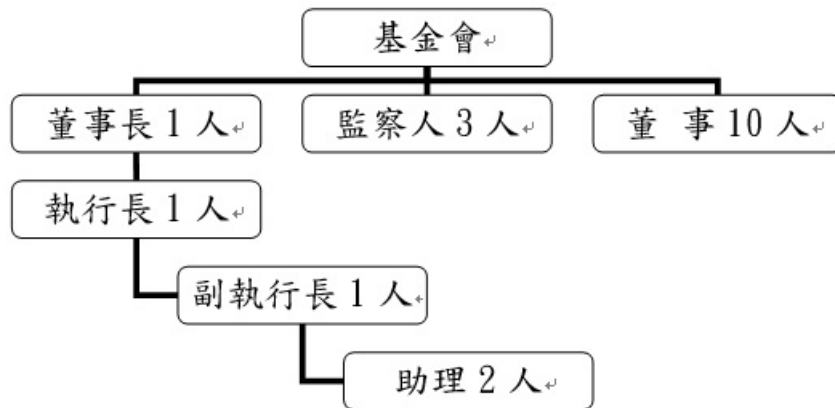 基金會
董事長 1 人
監察人 3 人
董 事 10 人
執行長 1 人
副執行長 1 人
助理 2 人